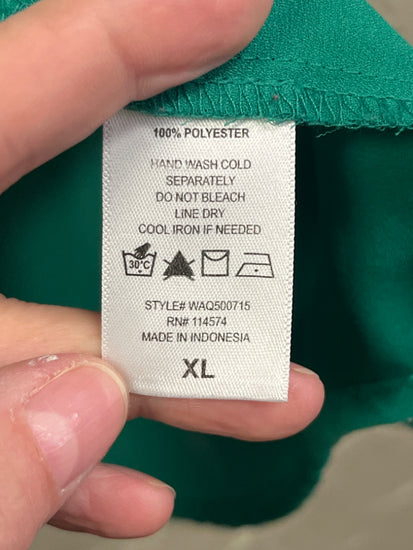 100% POLYESTER
HAND WASH COLD
SEPARATELY
DO NOT BLEACH
LINE DRY
COOL IRON IF NEEDED
30°C
STYLE# WAQ500715
RN# 114574
MADE IN INDONESIA
XL